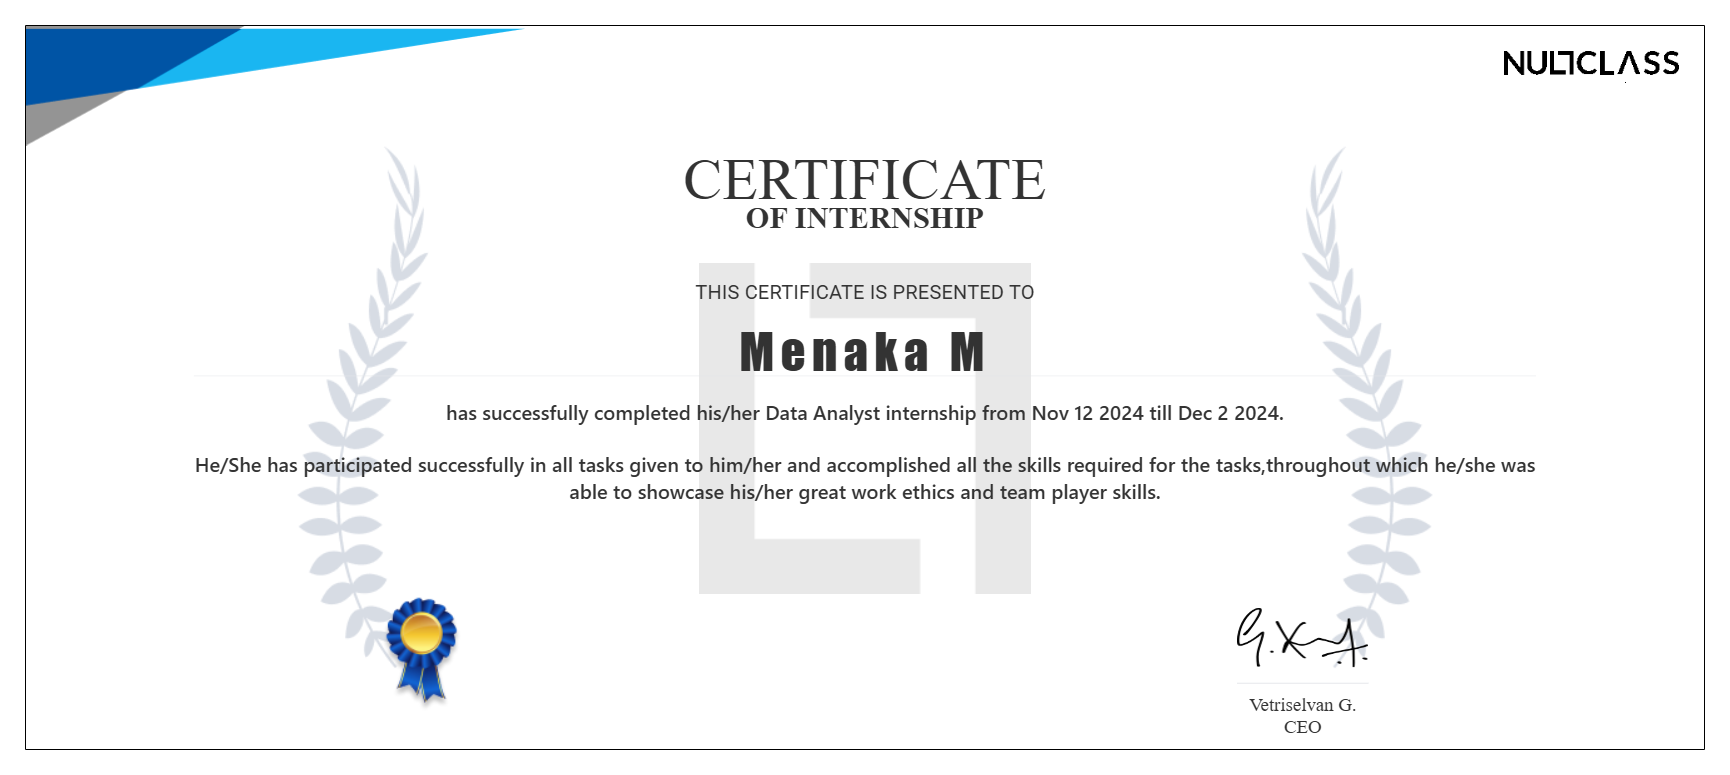 NULLCLASS
CERTIFICATE
OF INTERNSHIP
THIS CERTIFICATE IS PRESENTED TO
Menaka M
has successfully completed his/her Data Analyst internship from Nov 12 2024 till Dec 2 2024.
He/She has participated successfully in all tasks given to him/her and accomplished all the skills required for the tasks,throughout which he/she was
able to showcase his/her great work ethics and team player skills.
Vetriselvan G.
CEO